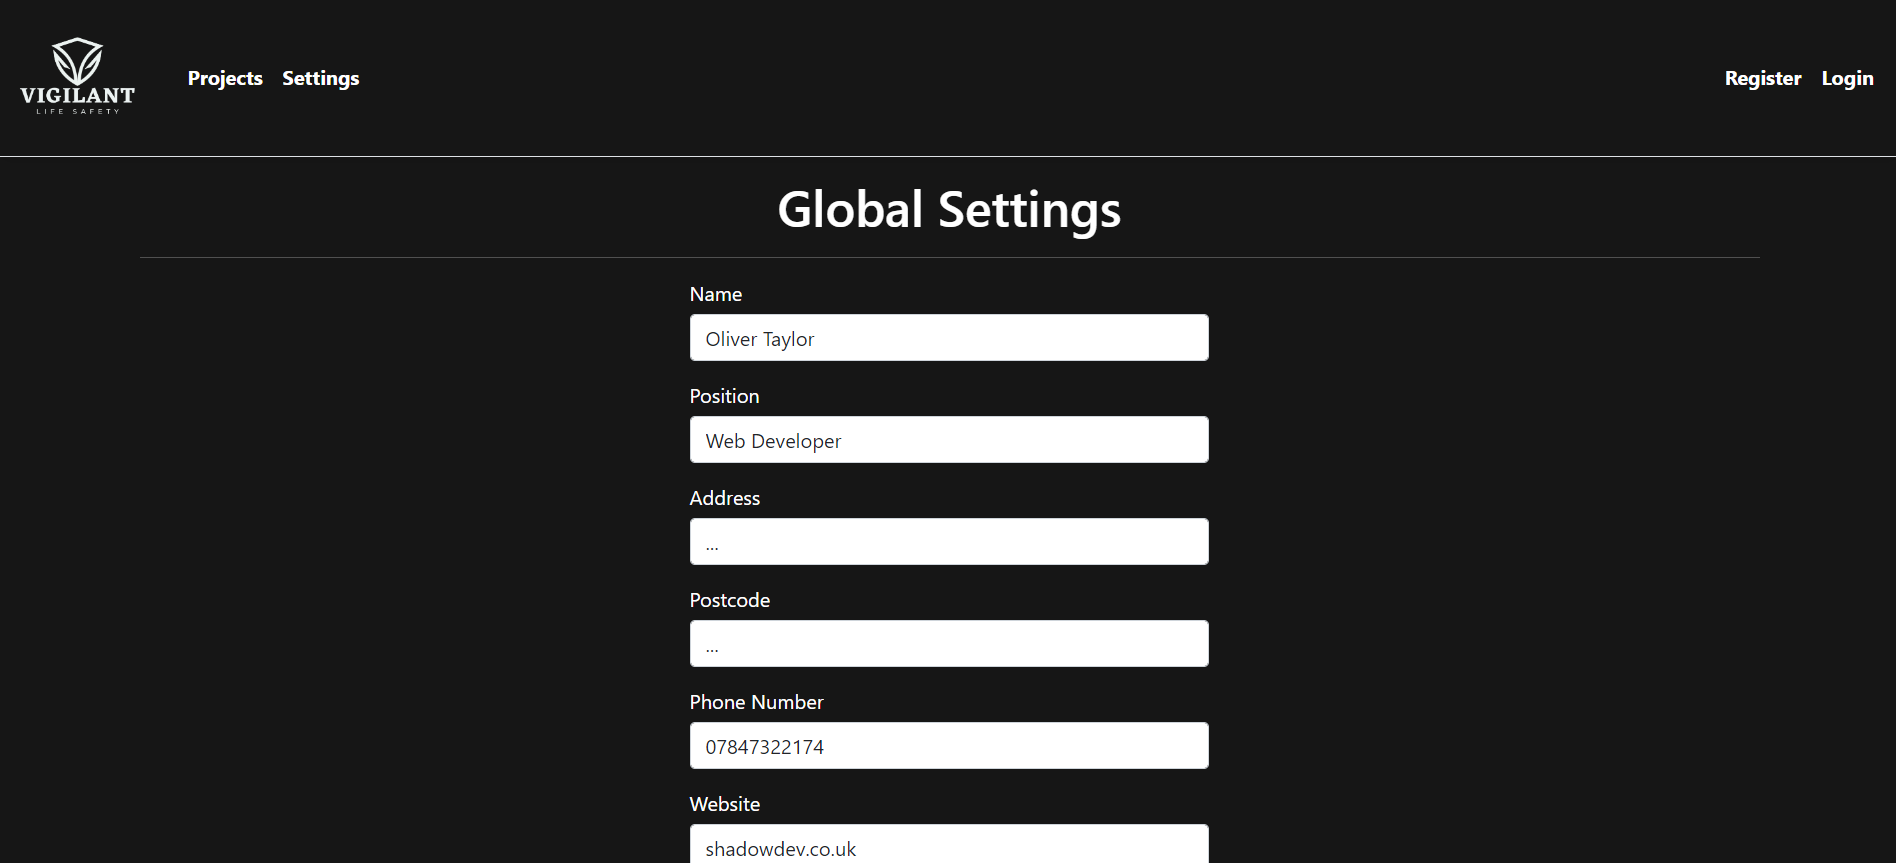 VIGILANT
LIFE SAFETY
Projects Settings
Register Login
Global Settings
Name
Oliver Taylor
Position
Web Developer
Address
...
Postcode
...
Phone Number
07847322174
Website
shadowdev.co.uk